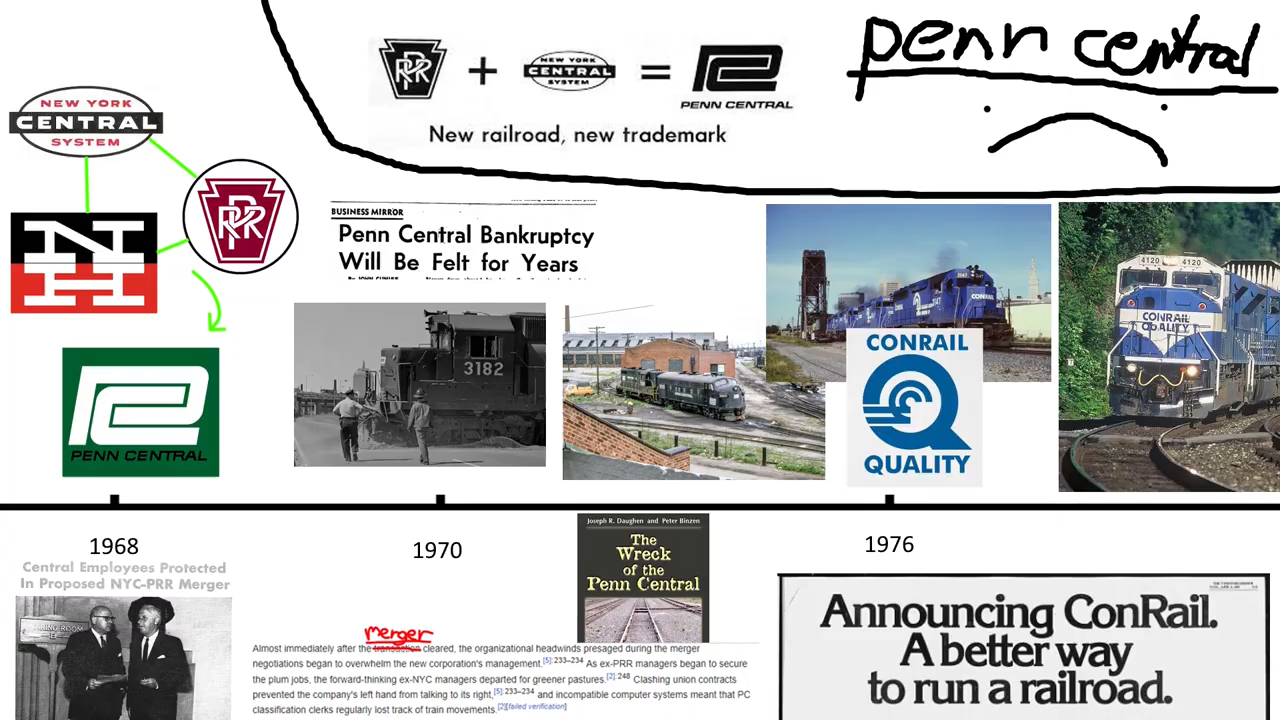 penn central
PRR
NEW YORK
CENTRAL
SYSTEM
PENN CENTRAL
New railroad, new trademark
NEW YORK
CENTRAL
SYSTEM
PRR
NH
PENN CENTRAL
BUSINESS MIRROR
Penn Central Bankruptcy
Will Be Felt for Years
3182
3147
CONRAIL
4120 4120
CONRAIL
QUALITY
CONRAIL
QUALITY
1968
1970
1976
Central Employees Protected
In Proposed NYC-PRR Merger
Joseph R. Daughen and Peter Binzen
The
Wreck
of the
Penn Central
merger
Almost immediately after the transaction cleared, the organizational headwinds presaged during the merger
negotiations began to overwhelm the new corporation's management.[5]:233–234 As ex-PRR managers began to secure
the plum jobs, the forward-thinking ex-NYC managers departed for greener pastures.[2]:248 Clashing union contracts
prevented the company's left hand from talking to its right,[5]:233–234 and incompatible computer systems meant that PC
classification clerks regularly lost track of train movements.[2][failed verification]
Announcing ConRail.
A better way
to run a railroad.